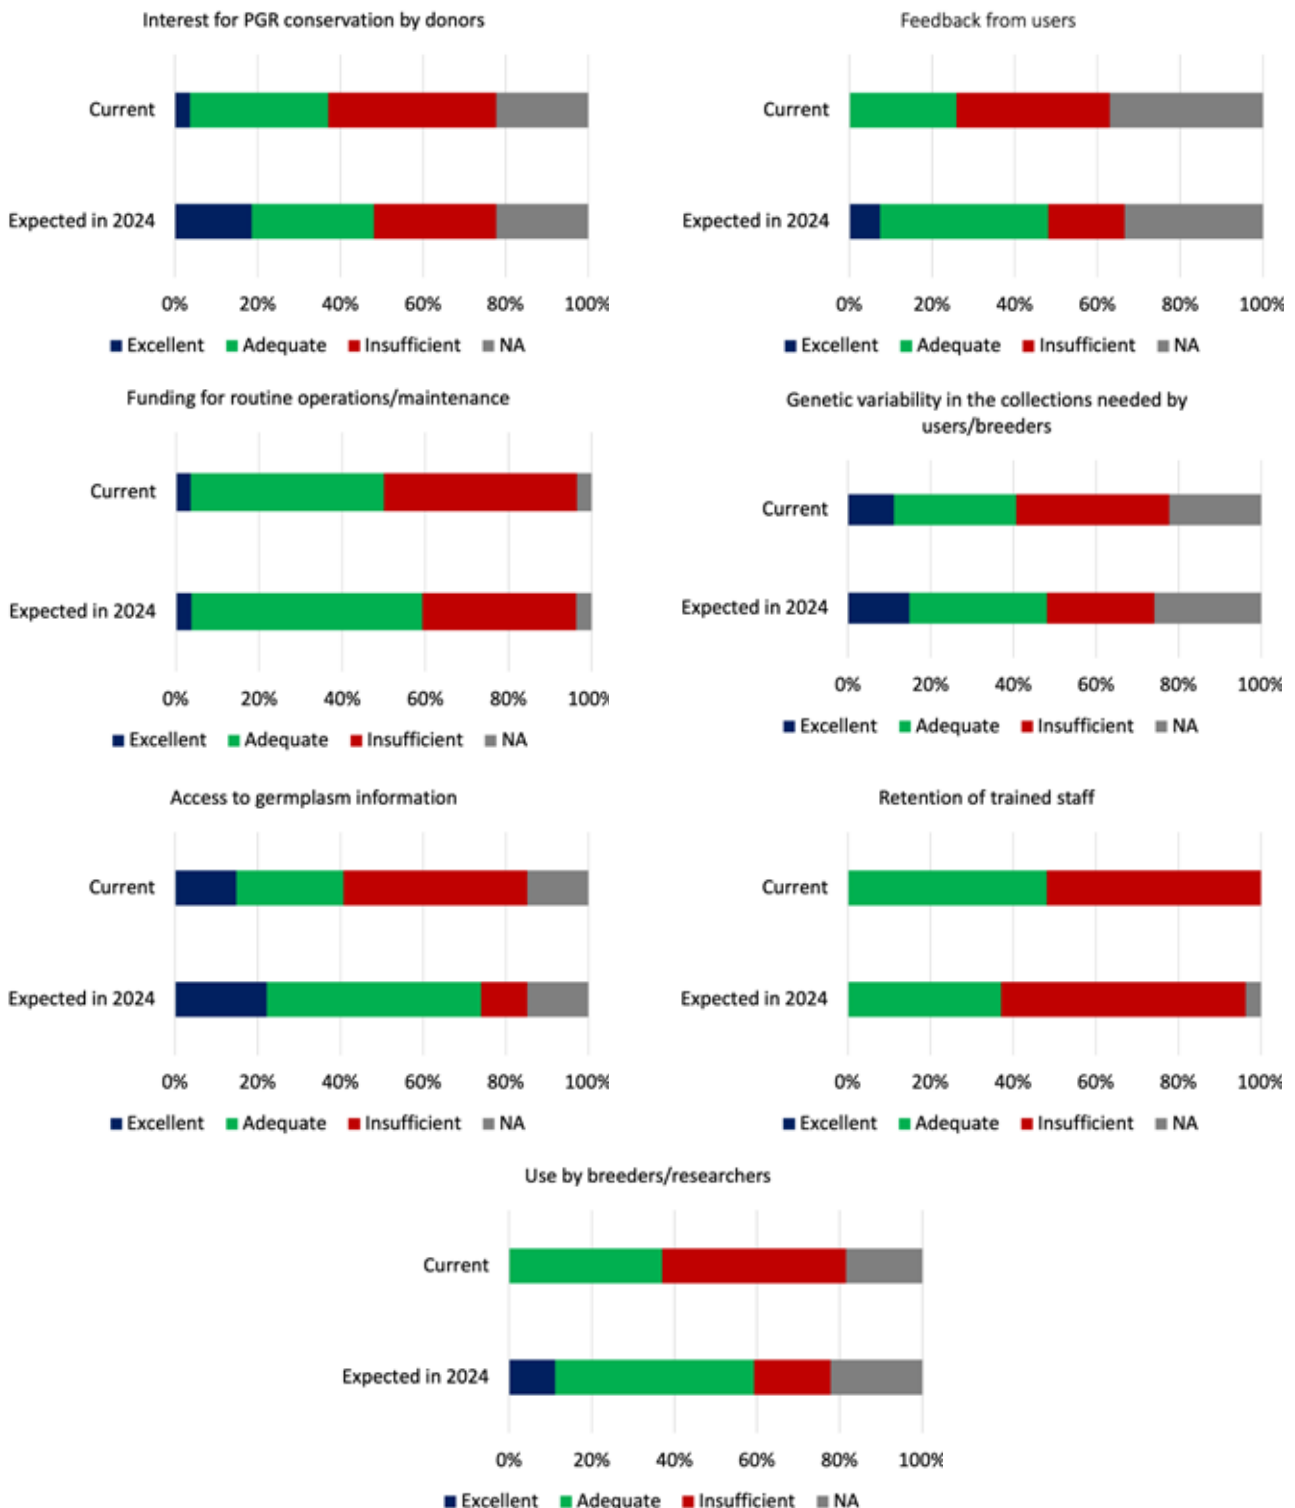 Interest for PGR conservation by donors
Current
Expected in 2024
0% 20% 40% 60% 80% 100%
Excellent Adequate Insufficient NA
Feedback from users
Current
Expected in 2024
0% 20% 40% 60% 80% 100%
Excellent Adequate Insufficient NA
Funding for routine operations/maintenance
Current
Expected in 2024
0% 20% 40% 60% 80% 100%
Excellent Adequate Insufficient NA
Genetic variability in the collections needed by
users/breeders
Current
Expected in 2024
0% 20% 40% 60% 80% 100%
Excellent Adequate Insufficient NA
Access to germplasm information
Current
Expected in 2024
0% 20% 40% 60% 80% 100%
Excellent Adequate Insufficient NA
Retention of trained staff
Current
Expected in 2024
0% 20% 40% 60% 80% 100%
Excellent Adequate Insufficient NA
Use by breeders/researchers
Current
Expected in 2024
0% 20% 40% 60% 80% 100%
Excellent Adequate Insufficient NA